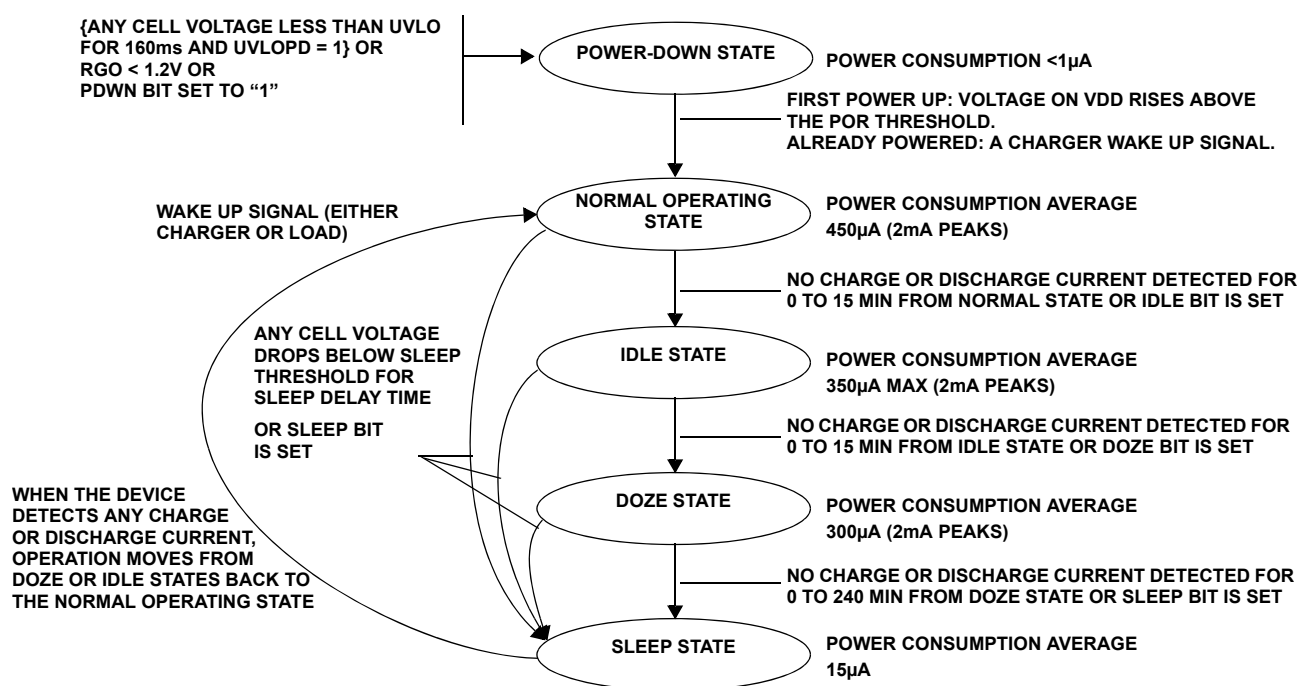 {ANY CELL VOLTAGE LESS THAN UVLO
FOR 160ms AND UVLOPD = 1} OR
RGO < 1.2V OR
PDWN BIT SET TO “1”
POWER-DOWN STATE
POWER CONSUMPTION <1µA
FIRST POWER UP: VOLTAGE ON VDD RISES ABOVE
THE POR THRESHOLD.
ALREADY POWERED: A CHARGER WAKE UP SIGNAL.
WAKE UP SIGNAL (EITHER
CHARGER OR LOAD)
NORMAL OPERATING
STATE
POWER CONSUMPTION AVERAGE
450µA (2mA PEAKS)
NO CHARGE OR DISCHARGE CURRENT DETECTED FOR
0 TO 15 MIN FROM NORMAL STATE OR IDLE BIT IS SET
ANY CELL VOLTAGE
DROPS BELOW SLEEP
THRESHOLD FOR
SLEEP DELAY TIME
OR SLEEP BIT
IS SET
IDLE STATE
POWER CONSUMPTION AVERAGE
350µA MAX (2mA PEAKS)
NO CHARGE OR DISCHARGE CURRENT DETECTED FOR
0 TO 15 MIN FROM IDLE STATE OR DOZE BIT IS SET
WHEN THE DEVICE
DETECTS ANY CHARGE
OR DISCHARGE CURRENT,
OPERATION MOVES FROM
DOZE OR IDLE STATES BACK TO
THE NORMAL OPERATING STATE
DOZE STATE
POWER CONSUMPTION AVERAGE
300µA (2mA PEAKS)
NO CHARGE OR DISCHARGE CURRENT DETECTED FOR
0 TO 240 MIN FROM DOZE STATE OR SLEEP BIT IS SET
SLEEP STATE
POWER CONSUMPTION AVERAGE
15µA